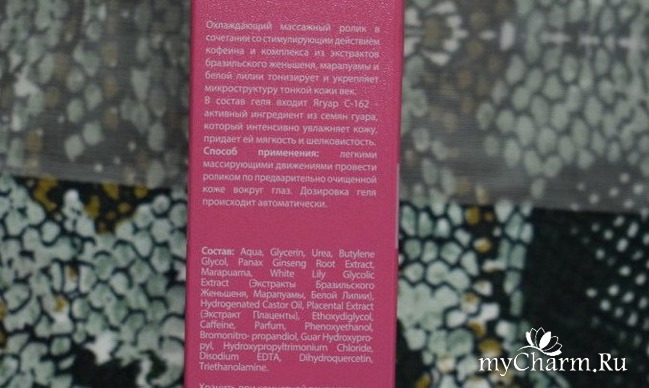 Охлаждающий массажный ролик в
сочетании со стимулирующим действием
кофеина и комплекса из экстрактов
бразильского женьшеня, марапуамы и
белой лилии тонизирует и укрепляет
микроструктуру тонкой кожи век.
В состав геля входит Ягуар С-162 -
активный ингредиент из семян гуара,
который интенсивно увлажняет кожу,
придает ей мягкость и шелковистость.
Способ применения: легкими
массирующими движениями провести
роликом по предварительно очищенной
коже вокруг глаз. Дозировка геля
происходит автоматически.
Состав: Aqua, Glycerin, Urea, Butylene
Glycol, Panax Ginseng Root Extract,
Marapuama, White Lily Glycolic
Extract (Экстракты Бразильского
Женьшеня, Марапуамы, Белой Лилии),
Hydrogenated Castor Oil, Placental Extract
(Экстракт Плаценты), Ethoxydiglycol,
Caffeine, Parfum, Phenoxyethanol,
Bromonitro- propandiol, Guar Hydroxypro-
pyl, Hydroxypropyltrimonium Chloride,
Disodium EDTA, Dihydroquercetin,
Triethanolamine.
myCharm.Ru